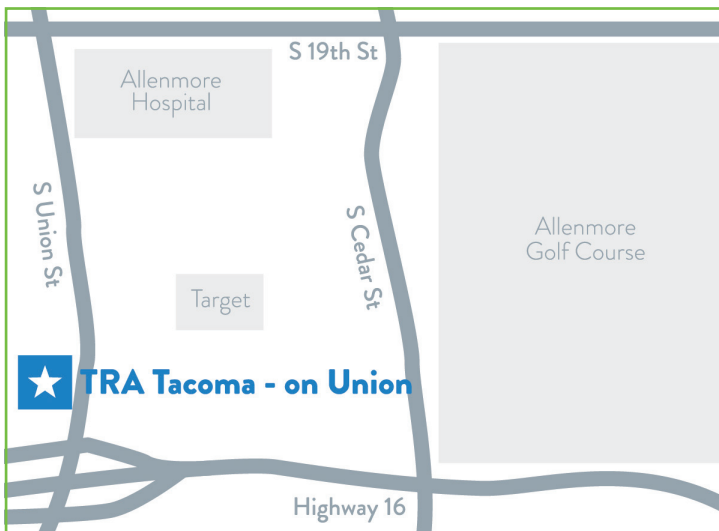 S 19th St
Allenmore
Hospital
S Union St
S Cedar St
Allenmore
Golf Course
Target
TRA Tacoma - on Union
Highway 16